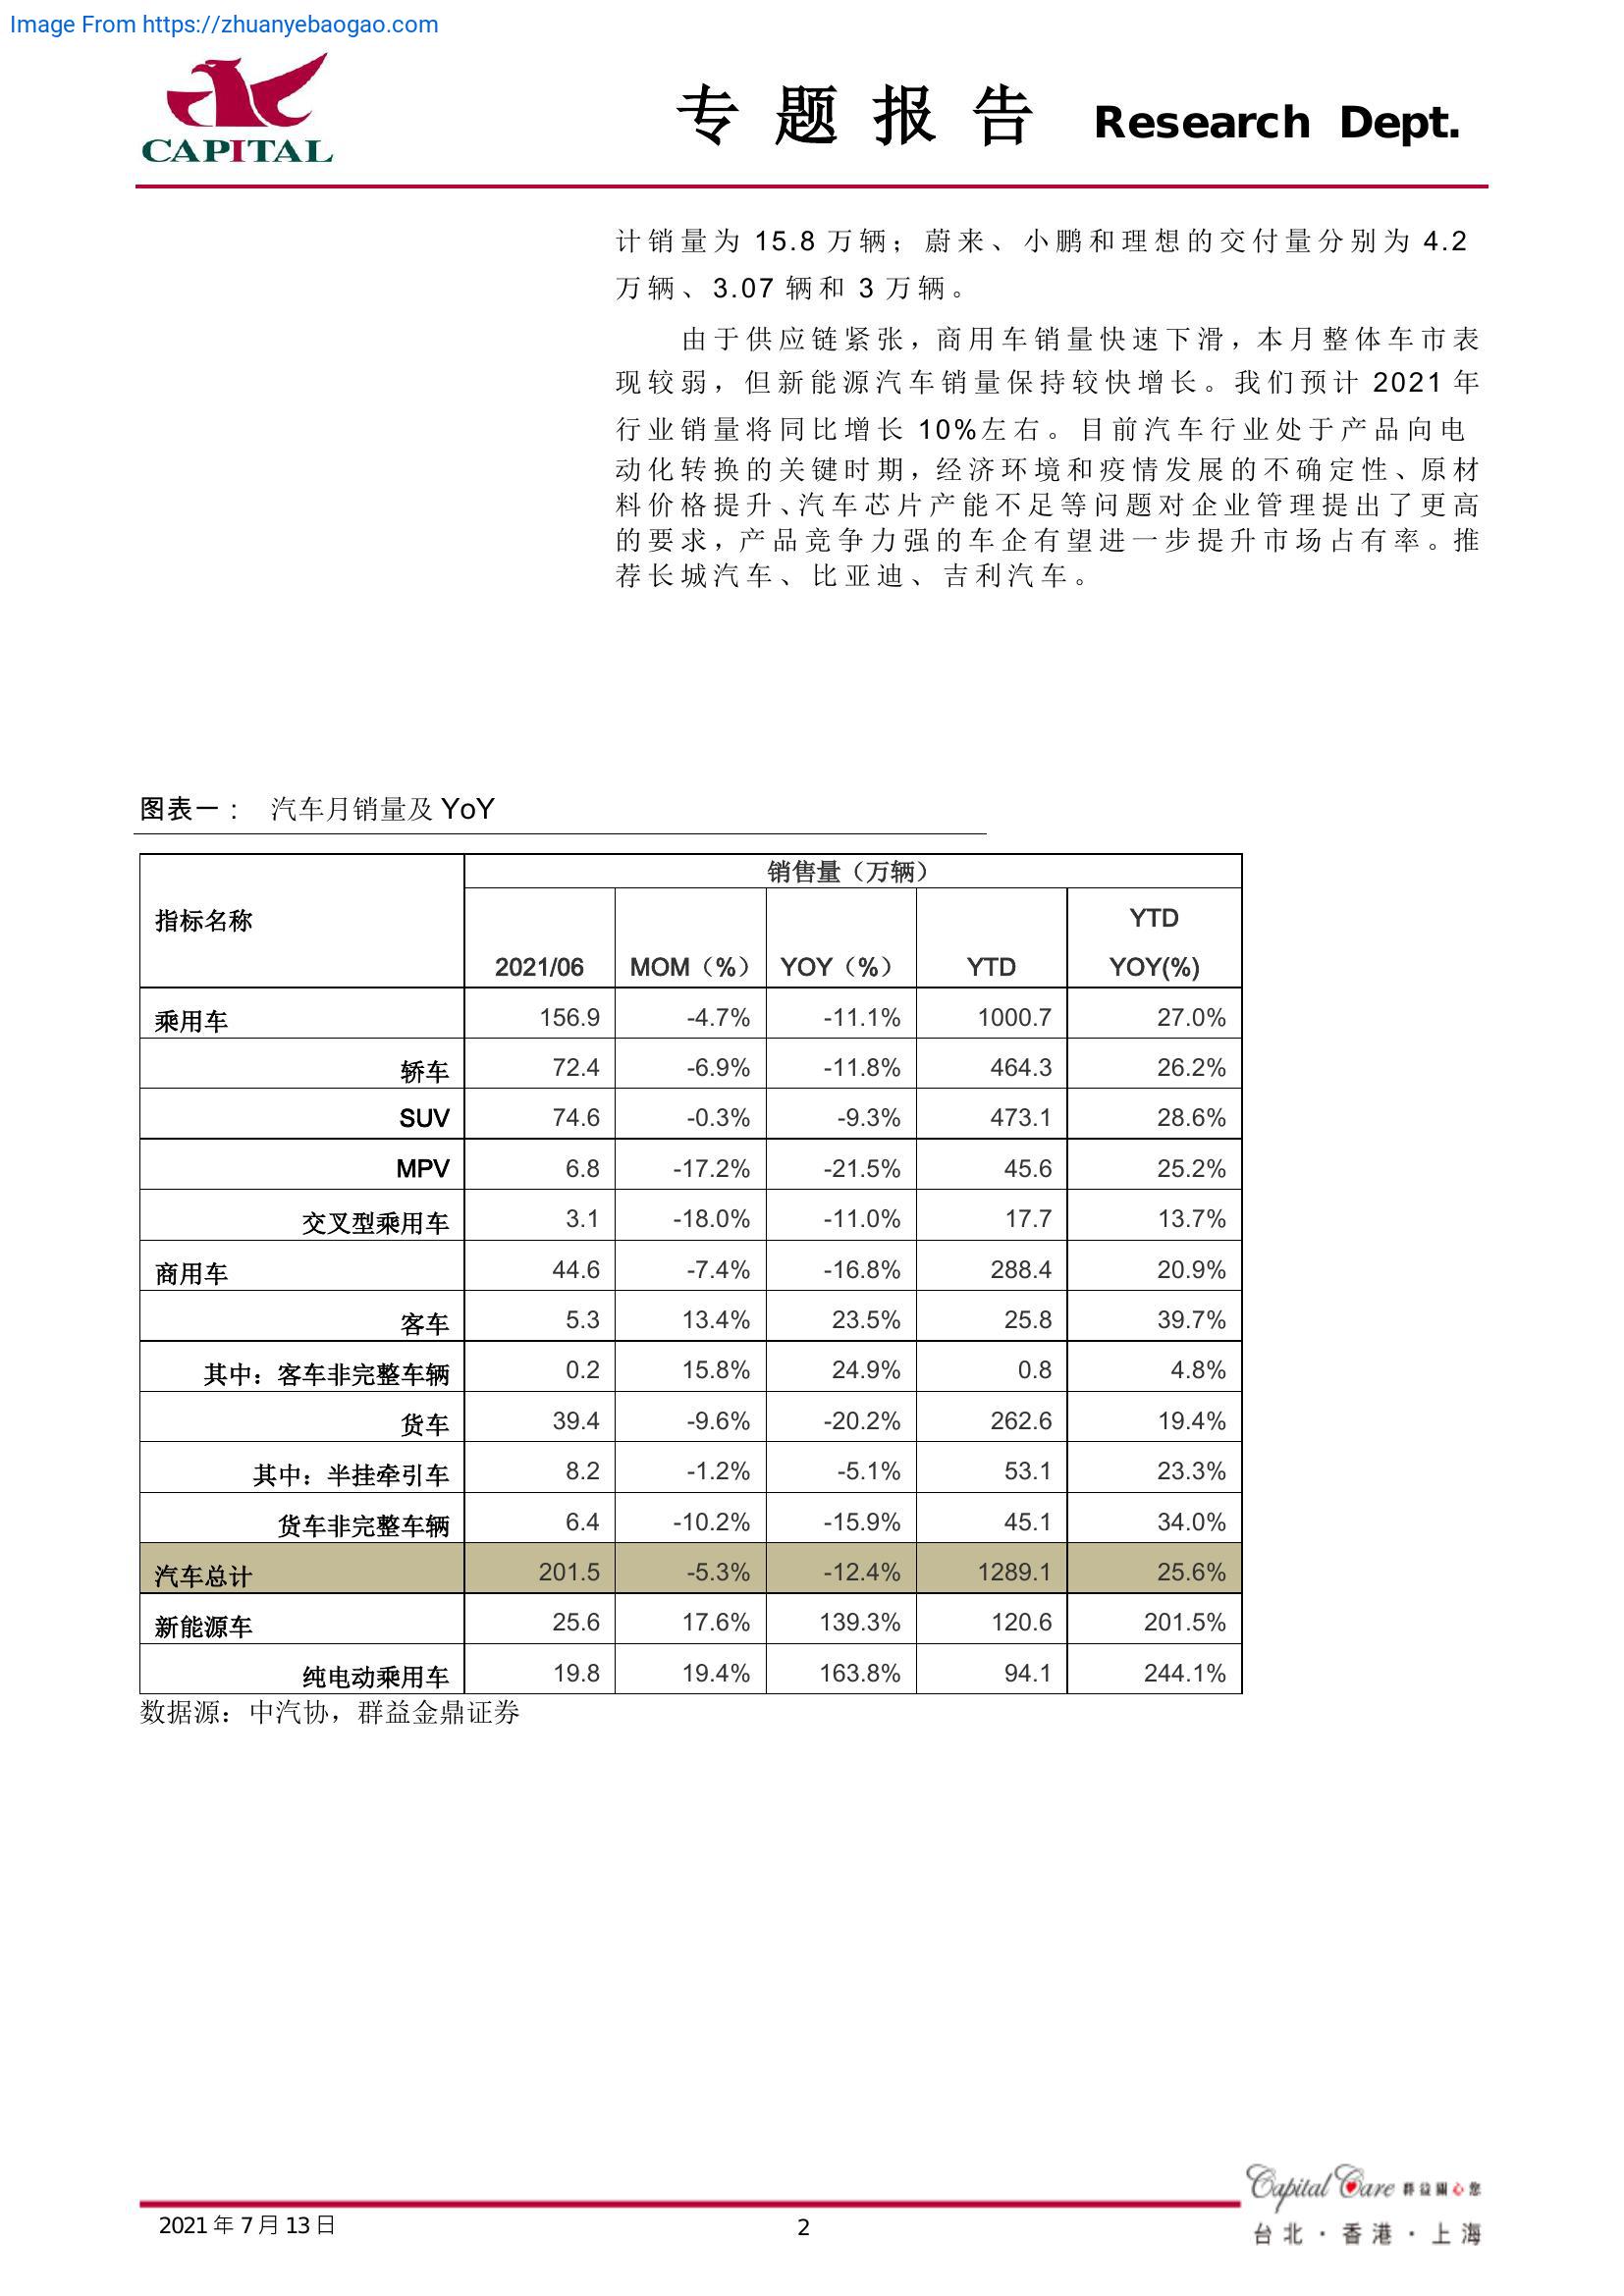 Image From https://zhuanyebaogao.com
CAPITAL
专题报告 Research Dept.
计销量为 15.8 万辆；蔚来、小鹏和理想的交付量分别为 4.2
万辆、3.07 辆和 3 万辆。
由于供应链紧张，商用车销量快速下滑，本月整体车市表
现较弱，但新能源汽车销量保持较快增长。我们预计 2021 年
行业销量将同比增长 10%左右。目前汽车行业处于产品向电
动化转换的关键时期，经济环境和疫情发展的不确定性、原材
料价格提升、汽车芯片产能不足等问题对企业管理提出了更高
的要求，产品竞争力强的车企有望进一步提升市场占有率。推
荐长城汽车、比亚迪、吉利汽车。
图表一： 汽车月销量及 YoY
销售量（万辆）
指标名称 2021/06 MOM（%） YOY（%） YTD YTD YOY(%)
乘用车 156.9 -4.7% -11.1% 1000.7 27.0%
轿车 72.4 -6.9% -11.8% 464.3 26.2%
SUV 74.6 -0.3% -9.3% 473.1 28.6%
MPV 6.8 -17.2% -21.5% 45.6 25.2%
交叉型乘用车 3.1 -18.0% -11.0% 17.7 13.7%
商用车 44.6 -7.4% -16.8% 288.4 20.9%
客车 5.3 13.4% 23.5% 25.8 39.7%
其中：客车非完整车辆 0.2 15.8% 24.9% 0.8 4.8%
货车 39.4 -9.6% -20.2% 262.6 19.4%
其中：半挂牵引车 8.2 -1.2% -5.1% 53.1 23.3%
货车非完整车辆 6.4 -10.2% -15.9% 45.1 34.0%
汽车总计 201.5 -5.3% -12.4% 1289.1 25.6%
新能源车 25.6 17.6% 139.3% 120.6 201.5%
纯电动乘用车 19.8 19.4% 163.8% 94.1 244.1%
数据源：中汽协，群益金鼎证券
Capital Care 群益關心您
2021 年 7 月 13 日
2
台北·香港·上海